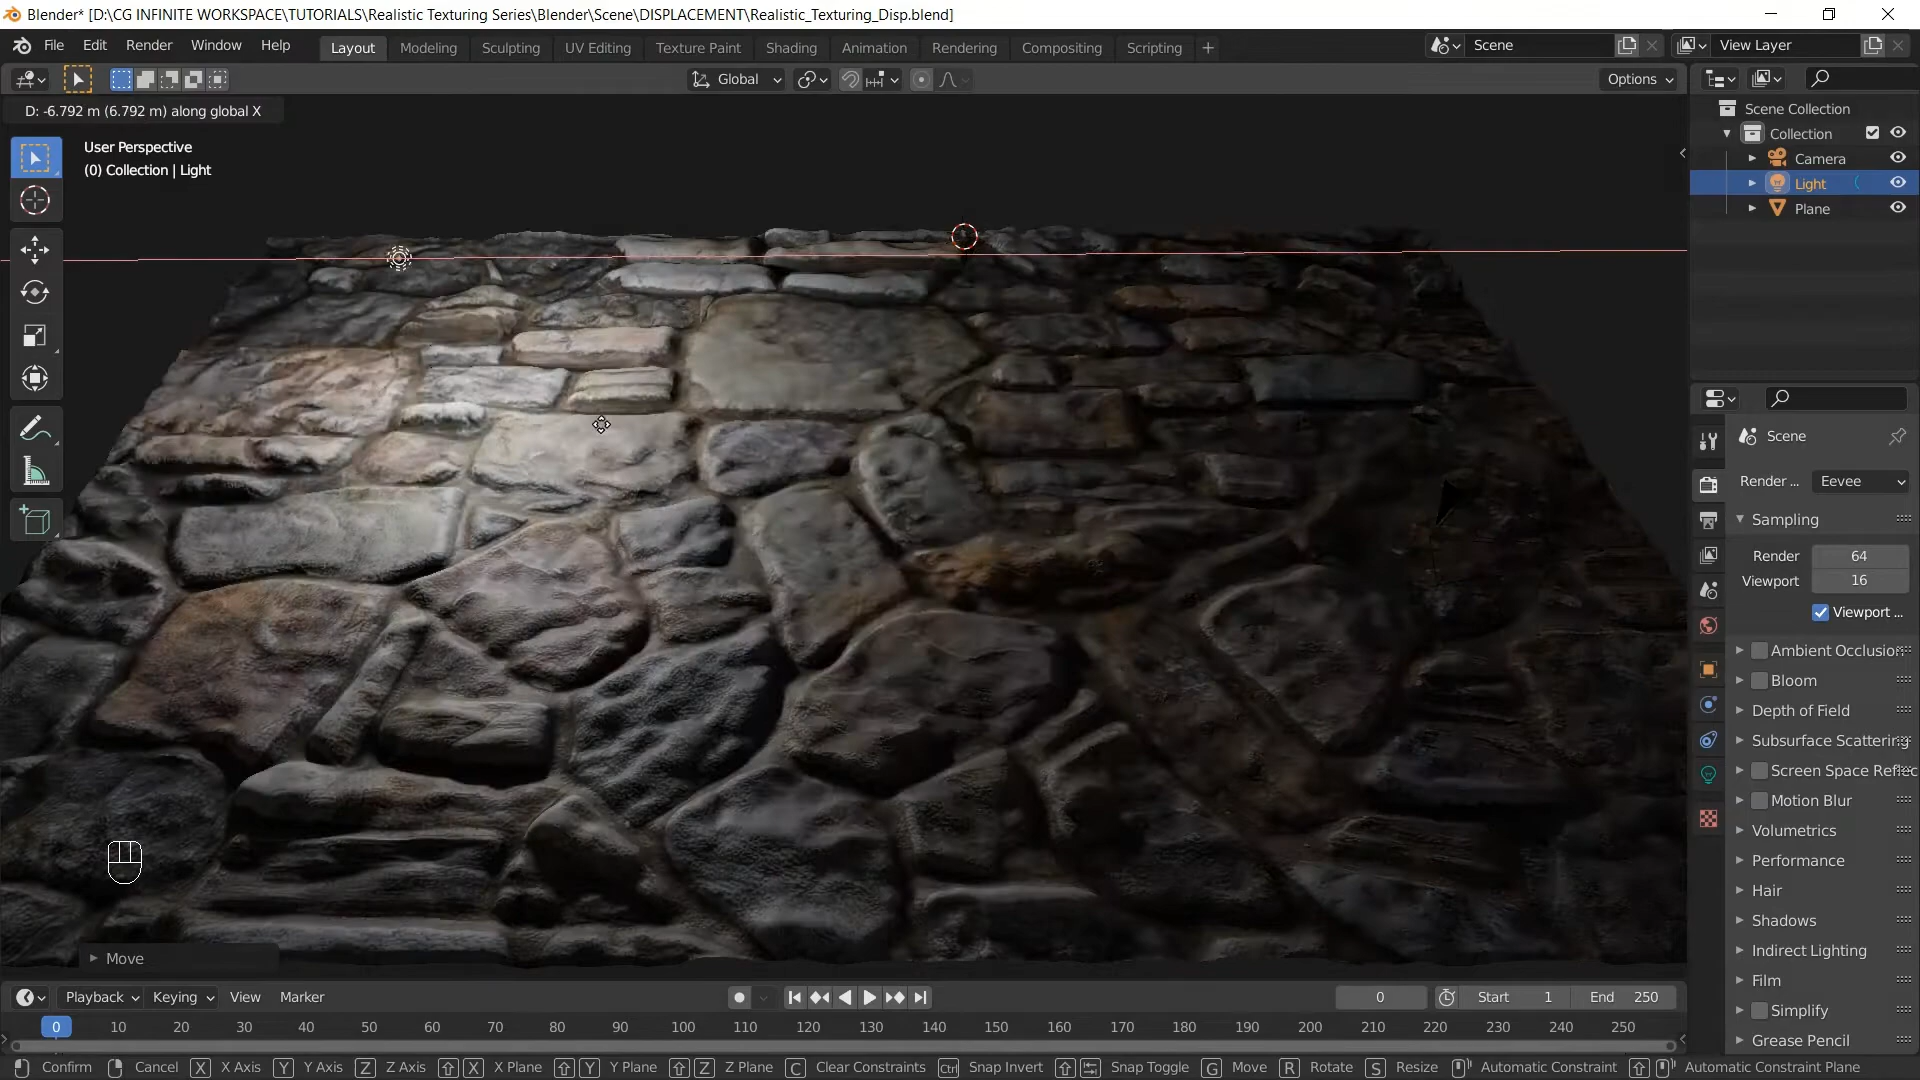 Blender* [D:\CG INFINITE WORKSPACE\TUTORIALS\Realistic Texturing Series\Blender\Scene\DISPLACEMENT\Realistic_Texturing_Disp.blend]
File Edit Render Window Help Layout Modeling Sculpting UV Editing Texture Paint Shading Animation Rendering Compositing Scripting + Scene View Layer
Global Options
D: -6.792 m (6.792 m) along global X
User Perspective
(0) Collection | Light
Scene Collection
Collection
Camera
Light
Plane
Scene
Render ... Eevee
Sampling
Render 64
Viewport 16
Viewport ...
Ambient Occlusion
Bloom
Depth of Field
Subsurface Scattering
Screen Space Reflec
Motion Blur
Volumetrics
Performance
Hair
Shadows
Indirect Lighting
Film
Simplify
Grease Pencil
Move
Playback Keying View Marker 0 Start 1 End 250
0 10 20 30 40 50 60 70 80 90 100 110 120 130 140 150 160 170 180 190 200 210 220 230 240 250
Confirm Cancel X X Axis Y Y Axis Z Z Axis X X Plane Y Y Plane Z Z Plane C Clear Constraints Ctrl Snap Invert Snap Toggle G Move R Rotate S Resize Automatic Constraint Automatic Constraint Plane